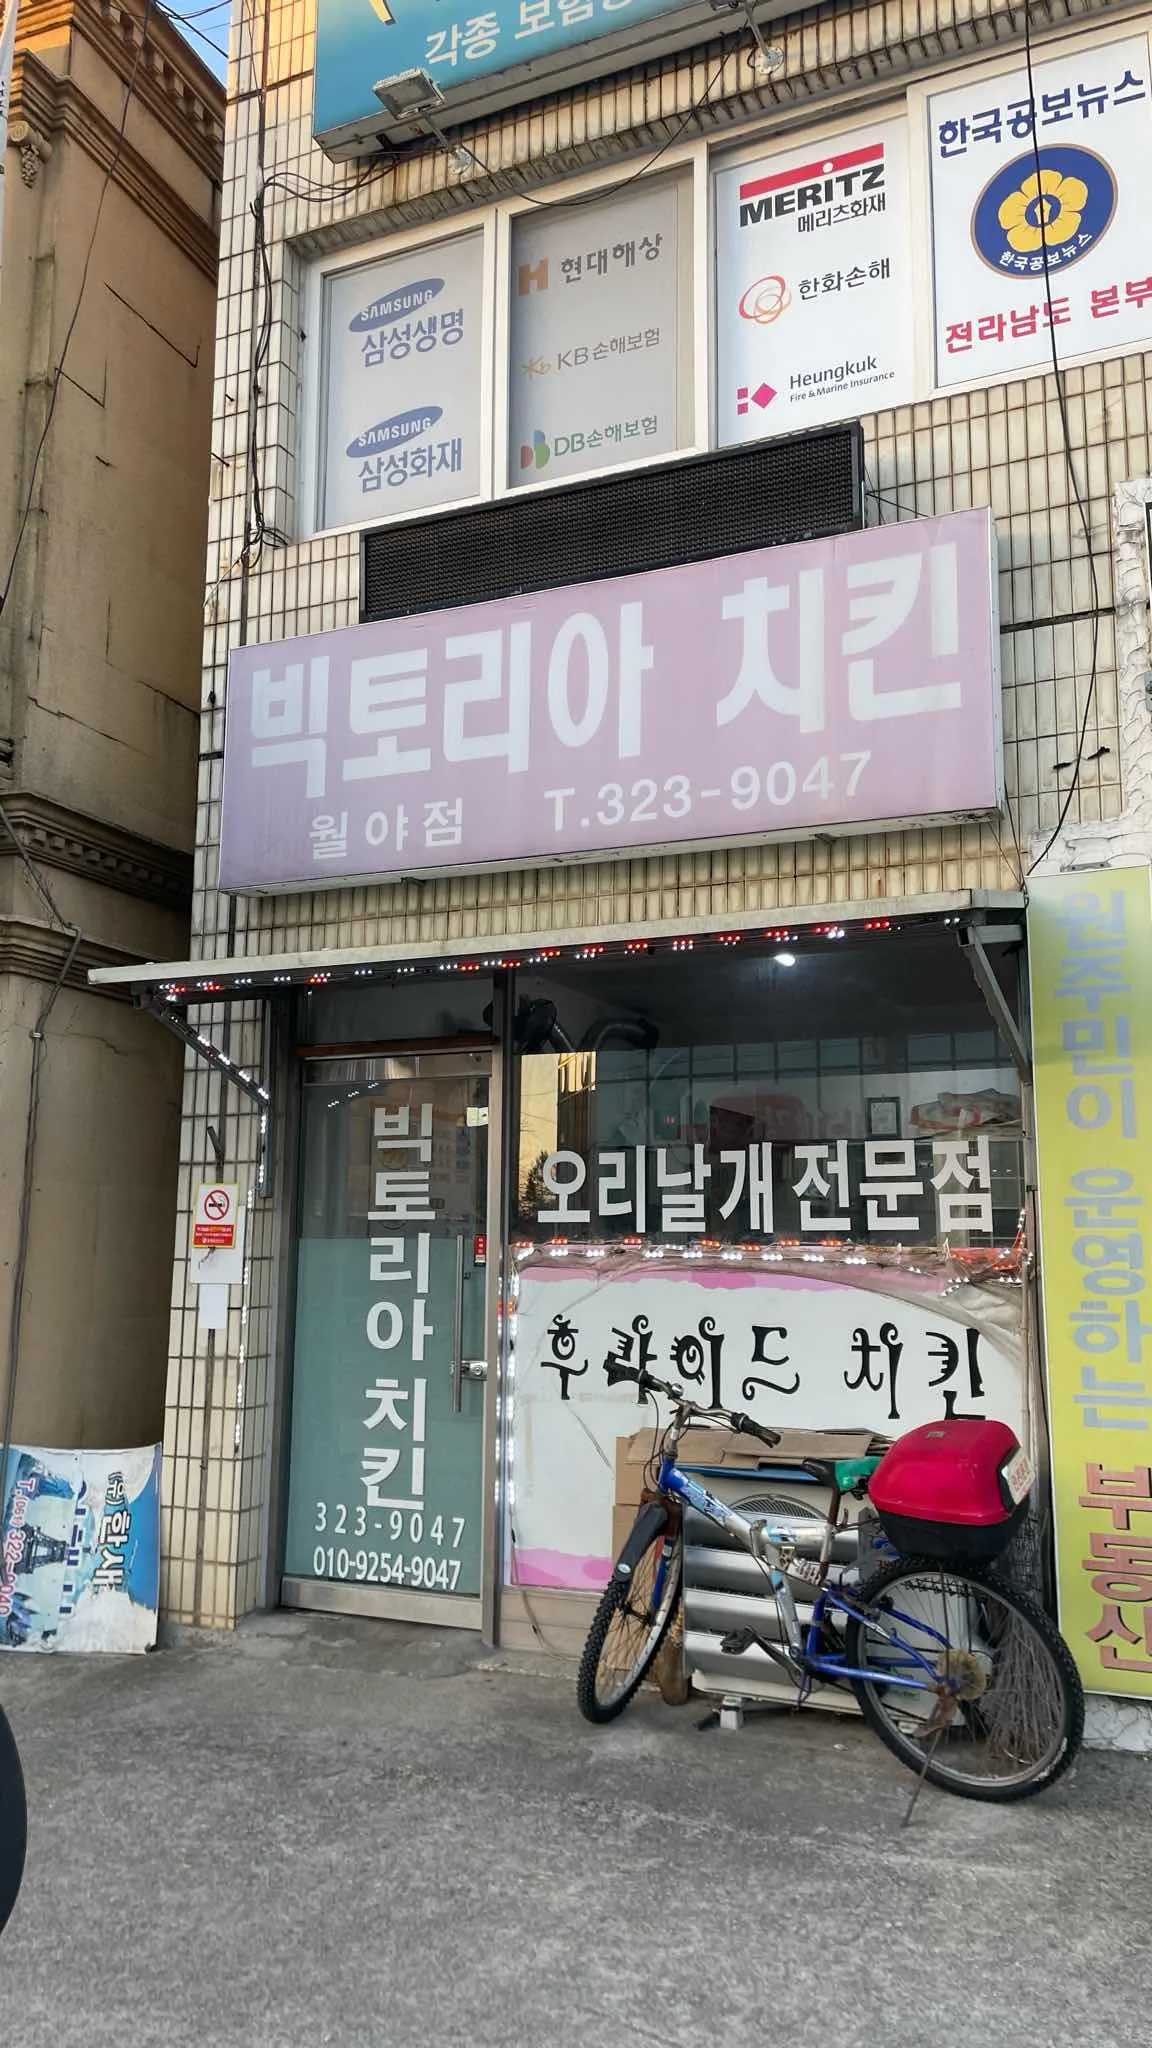 각종 보험
SAMSUNG
삼성생명
SAMSUNG
삼성화재
현대해상
KB손해보험
DB손해보험
MERITZ
메리츠화재
한화손해
Heungkuk
Fire & Marine Insurance
한국공보뉴스
한국공보뉴스
전라남도 본부
빅토리아 치킨
월야점 T.323-9047
빅토리아 치킨
323-9047
010-9254-9047
오리날개 전문점
후라이드 치킨
원주민이 운영하는 부동산